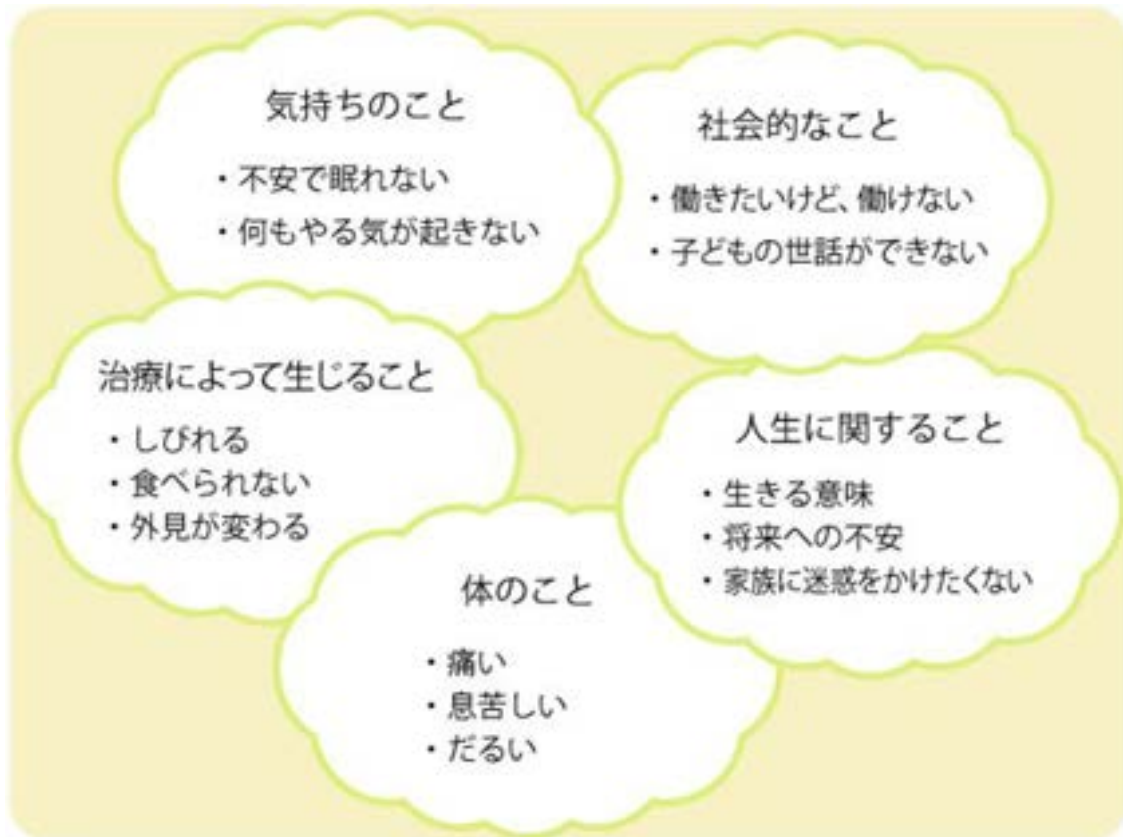 気持ちのこと
・不安で眠れない
・何もやる気が起きない
社会的なこと
・働きたいけど、働けない
・子どもの世話ができない
治療によって生じること
・しびれる
・食べられない
・外見が変わる
人生に関すること
・生きる意味
・将来への不安
・家族に迷惑をかけたくない
体のこと
・痛い
・息苦しい
・だるい